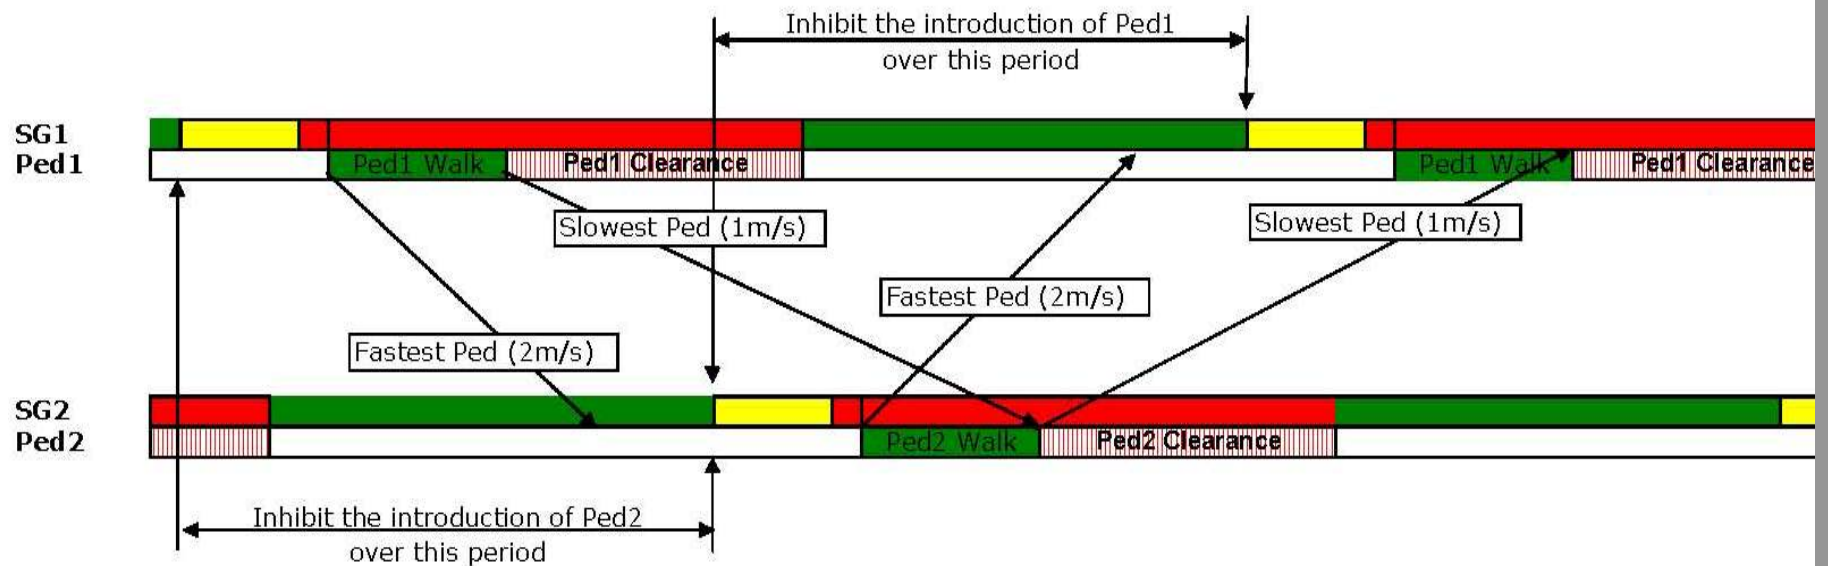 Inhibit the introduction of Ped1
over this period
SG1
Ped1
Ped1 Walk
Ped1 Clearance
Ped1 Walk
Ped1 Clearance
Slowest Ped (1m/s)
Slowest Ped (1m/s)
Fastest Ped (2m/s)
Fastest Ped (2m/s)
SG2
Ped2
Ped2 Walk
Ped2 Clearance
Inhibit the introduction of Ped2
over this period